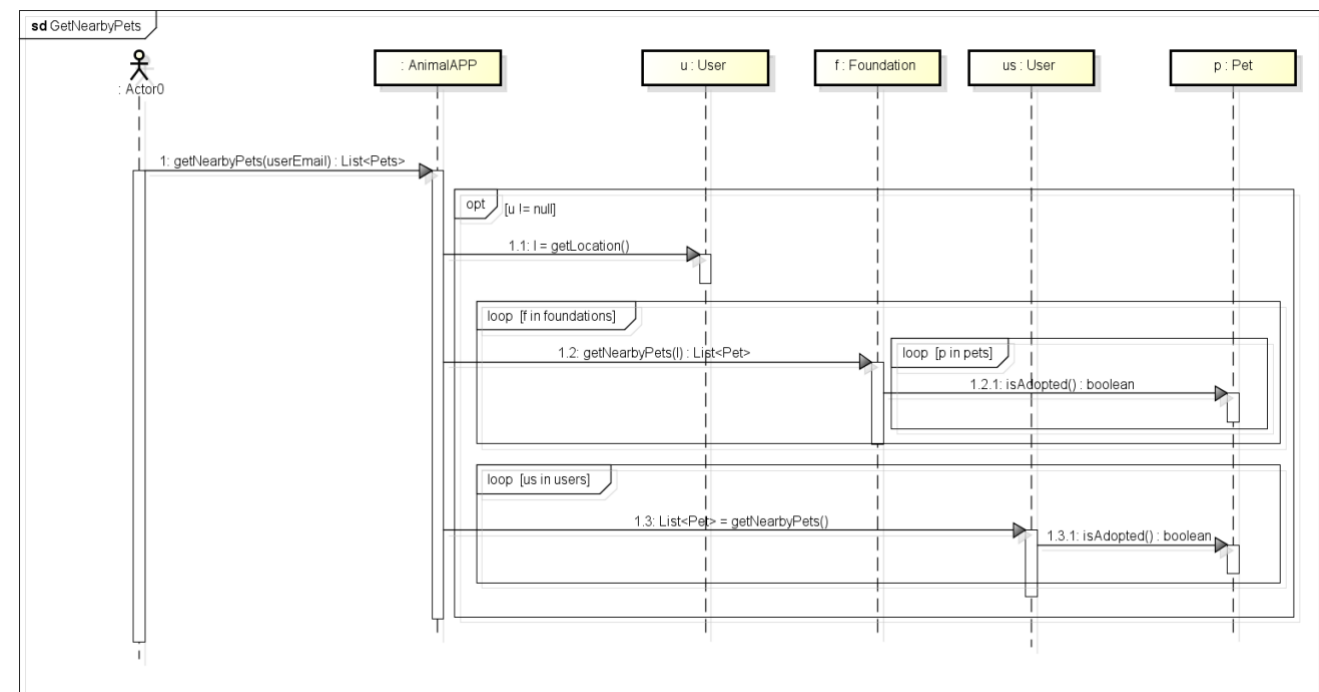 sd GetNearbyPets
: Actor0
: AnimalAPP
u : User
f : Foundation
us : User
p : Pet
1: getNearbyPets(userEmail) : List<Pets>
opt
[u != null]
1.1: l = getLocation()
loop [f in foundations]
1.2: getNearbyPets(l) : List<Pet>
loop [p in pets]
1.2.1: isAdopted() : boolean
loop [us in users]
1.3: List<Pet> = getNearbyPets()
1.3.1: isAdopted() : boolean